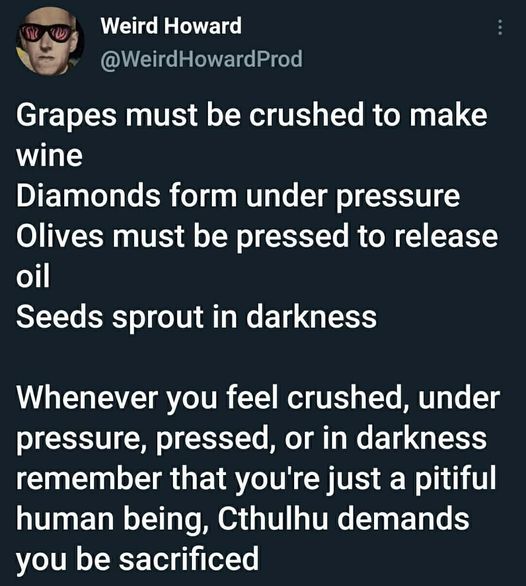 Weird Howard
@WeirdHowardProd
Grapes must be crushed to make
wine
Diamonds form under pressure
Olives must be pressed to release
oil
Seeds sprout in darkness
Whenever you feel crushed, under
pressure, pressed, or in darkness
remember that you're just a pitiful
human being, Cthulhu demands
you be sacrificed